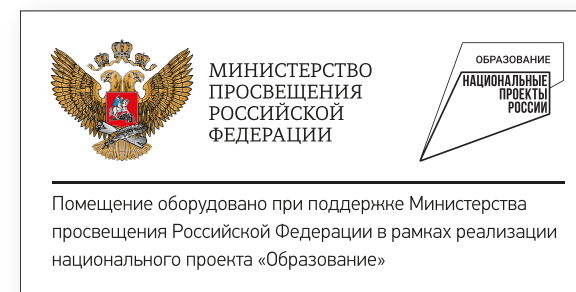 МИНИСТЕРСТВО
ПРОСВЕЩЕНИЯ
РОССИЙСКОЙ
ФЕДЕРАЦИИ
ОБРАЗОВАНИЕ
НАЦИОНАЛЬНЫЕ
ПРОЕКТЫ
РОССИИ
Помещение оборудовано при поддержке Министерства
просвещения Российской Федерации в рамках реализации
национального проекта «Образование»